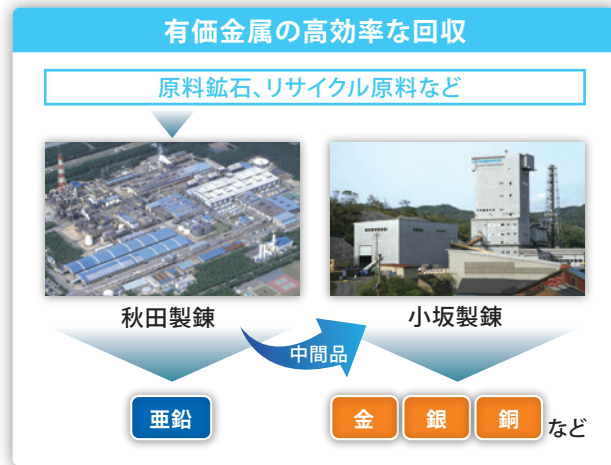 有価金属の高効率な回収
原料鉱石、リサイクル原料など
秋田製錬
小坂製錬
中間品
亜鉛
金
銀
銅
など